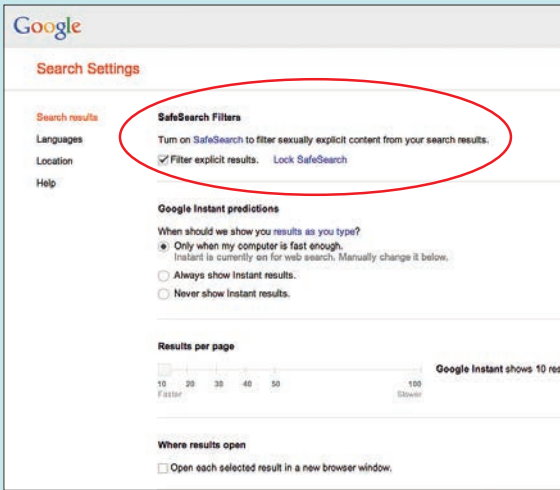 Google
Search Settings
Search results
Languages
Location
Help
SafeSearch Filters
Turn on SafeSearch to filter sexually explicit content from your search results.
Filter explicit results. Lock SafeSearch
Google Instant predictions
When should we show you results as you type?
Only when my computer is fast enough.
Instant is currently on for web search. Manually change it below.
Always show Instant results.
Never show Instant results.
Results per page
Google Instant shows 10 res
10 20 30 40 50 100
Faster Slower
Where results open
Open each selected result in a new browser window.